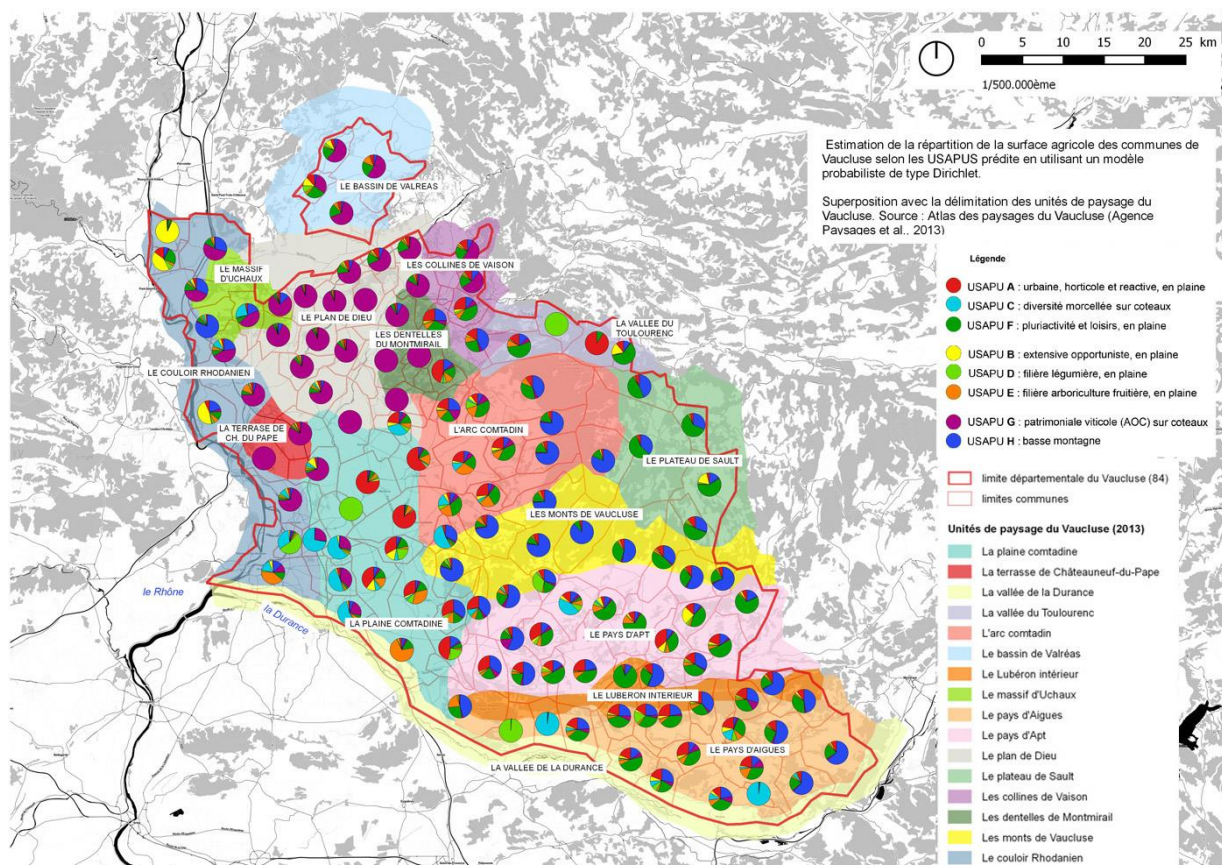 0 5 10 15 20 25 km
1/500.000ème
Estimation de la répartition de la surface agricole des communes de
Vaucluse selon les USAPUS prédite en utilisant un modèle
probabiliste de type Dirichlet.
Superposition avec la délimitation des unités de paysage du
Vaucluse. Source : Atlas des paysages du Vaucluse (Agence
Paysages et al., 2013)
Légende
USAPU A : urbaine, horticole et reactive, en plaine
USAPU C : diversité morcellée sur coteaux
USAPU F : pluriactivité et loisirs, en plaine
USAPU B : extensive opportuniste, en plaine
USAPU D : filière légumière, en plaine
USAPU E : filière arboriculture fruitière, en plaine
USAPU G : patrimoniale viticole (AOC) sur coteaux
USAPU H : basse montagne
limite départementale du Vaucluse (84)
limites communes
Unités de paysage du Vaucluse (2013)
La plaine comtadine
La terrasse de Châteauneuf-du-Pape
La vallée de la Durance
La vallée du Toulourenc
L'arc comtadin
Le bassin de Valréas
Le Lubéron intérieur
Le massif d'Uchaux
Le pays d'Aigues
Le pays d'Apt
Le plan de Dieu
Le plateau de Sault
Les collines de Vaison
Les dentelles de Montmirail
Les monts de Vaucluse
Le couloir Rhodanien
LE BASSIN DE VALREAS
LE MASSIF
D'UCHAUX
LES COLLINES DE VAISON
LE PLAN DE DIEU
LA VALLEE DU
TOULOURENC
LES DENTELLES
DU MONTMIRAIL
LE COULOIR RHODANIEN
LA TERRASE DE
CH. DU PAPE
L'ARC COMTADIN
LE PLATEAU DE SAULT
LES MONTS DE VAUCLUSE
le Rhône
la Durance
LA PLAINE COMTADINE
LE PAYS D'APT
LE LUBERON INTERIEUR
LE PAYS D'AIGUES
LA VALLEE DE LA DURANCE